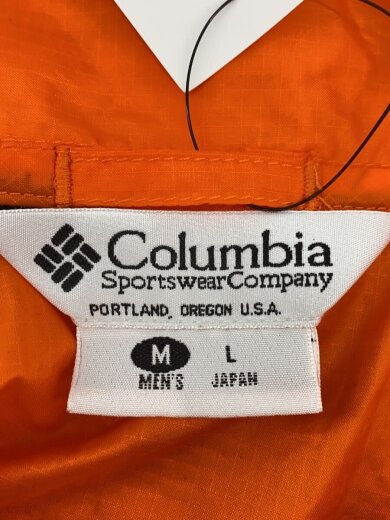 Columbia
SportswearCompany
PORTLAND, OREGON U.S.A.
M L
MEN'S JAPAN